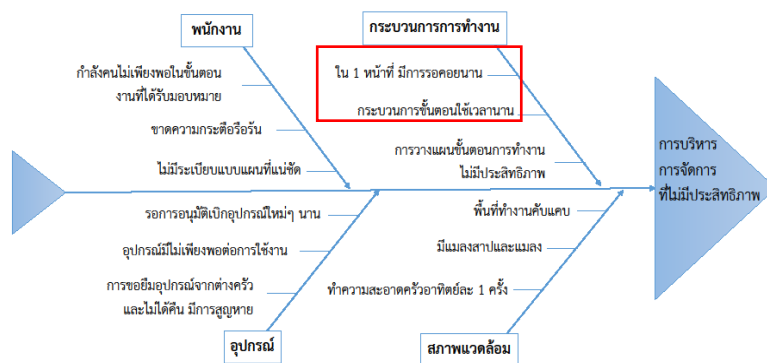 พนักงาน
กระบวนการการทำงาน
กำลังคนไม่เพียงพอในขั้นตอน
งานที่ได้รับมอบหมาย
ขาดความกระตือรือร้น
ไม่มีระเบียบแบบแผนที่แน่ชัด
ใน 1 หน้าที่ มีการรอคอยนาน
กระบวนการขั้นตอนใช้เวลานาน
การวางแผนขั้นตอนการทำงาน
ไม่มีประสิทธิภาพ
การบริหาร
การจัดการ
ที่ไม่มีประสิทธิภาพ
รอการอนุมัติเบิกอุปกรณ์ใหม่ๆ นาน
อุปกรณ์มีไม่เพียงพอต่อการใช้งาน
การขอยืมอุปกรณ์จากต่างครัว
และไม่ได้คืน มีการสูญหาย
พื้นที่ทำงานคับแคบ
มีแมลงสาปและแมลง
ทำความสะอาดครัวอาทิตย์ละ 1 ครั้ง
อุปกรณ์
สภาพแวดล้อม